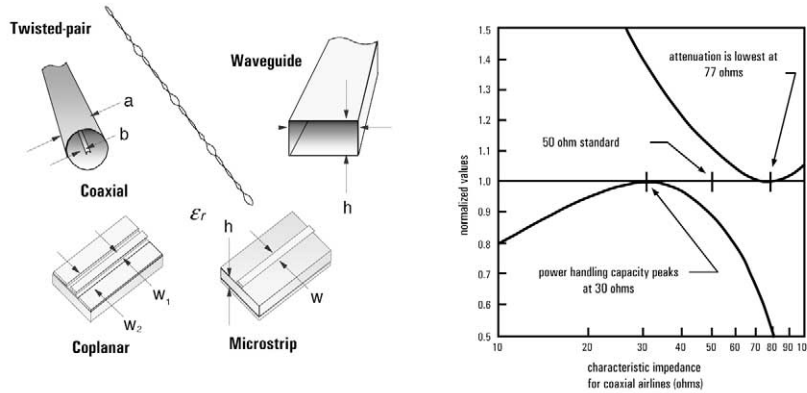 Twisted-pair
Waveguide
a
b
Coaxial
h
εr
h
W1
W2
W
Coplanar
Microstrip
1.5
1.4
1.3
1.2
1.1
1.0
0.9
0.8
0.7
0.6
0.5
normalized values
attenuation is lowest at
77 ohms
50 ohm standard
power handling capacity peaks
at 30 ohms
10 20 30 40 50 60 70 80 90 10
characteristic impedance
for coaxial airlines (ohms)